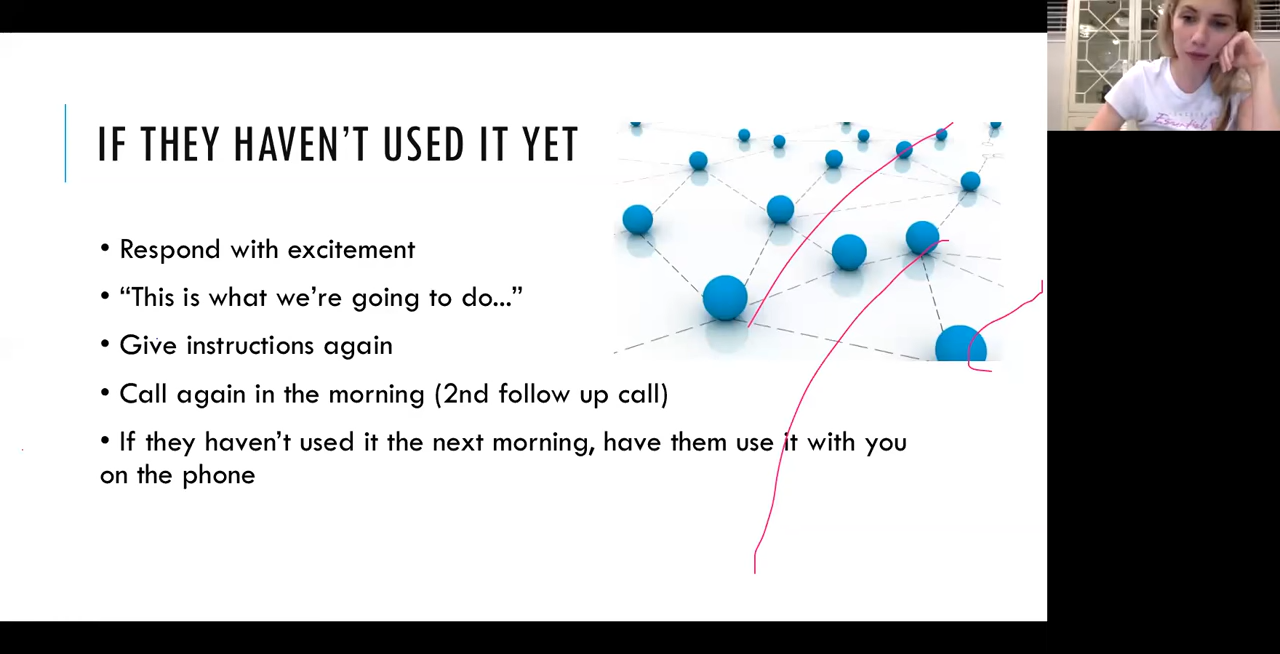 IF THEY HAVEN'T USED IT YET
• Respond with excitement
• “This is what we're going to do...”
• Give instructions again
• Call again in the morning (2nd follow up call)
• If they haven't used it the next morning, have them use it with you
on the phone